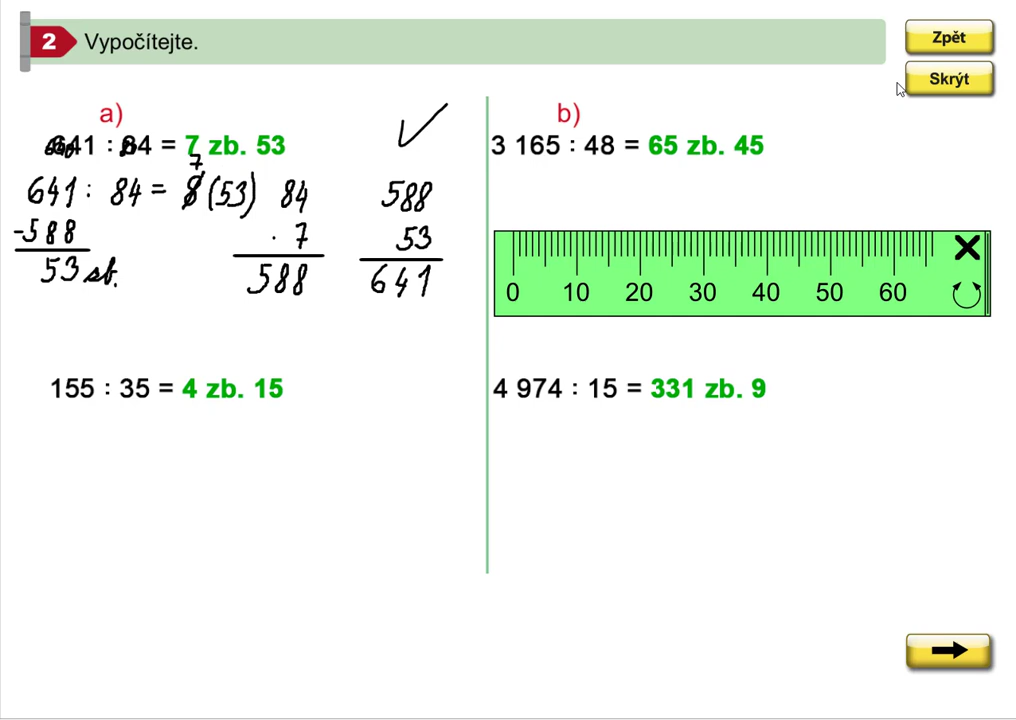 2 Vypočítejte.
Zpět
Skrýt
a)
641 : 84 = 7 zb. 53
7
641 : 84 = 8 (53)
-588
53 zb.
84
· 7
588
✓
588
53
641
155 : 35 = 4 zb. 15
b)
3 165 : 48 = 65 zb. 45
0 10 20 30 40 50 60
4 974 : 15 = 331 zb. 9